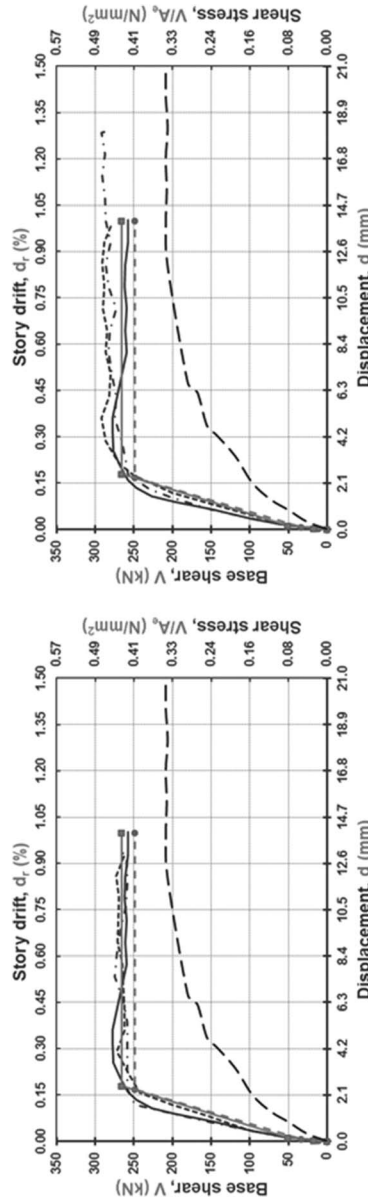 Story drift, dᵣ (%)
0.00 0.15 0.30 0.45 0.60 0.75 0.90 1.05 1.20 1.35 1.50
350 0.57
300 0.49
250 0.41
200 0.33
150 0.24
100 0.16
50 0.08
0 0.00
Base shear, V (kN)
Shear stress,
V/Aₑ (N/mm²)
0.0 2.1 4.2 6.3 8.4 10.5 12.6 14.7 16.8 18.9 21.0
Displacement, d (mm)
Story drift, dᵣ (%)
0.00 0.15 0.30 0.45 0.60 0.75 0.90 1.05 1.20 1.35 1.50
350 0.57
300 0.49
250 0.41
200 0.33
150 0.24
100 0.16
50 0.08
0 0.00
Base shear, V (kN)
Shear stress,
V/Aₑ (N/mm²)
0.0 2.1 4.2 6.3 8.4 10.5 12.6 14.7 16.8 18.9 21.0
Displacement, d (mm)